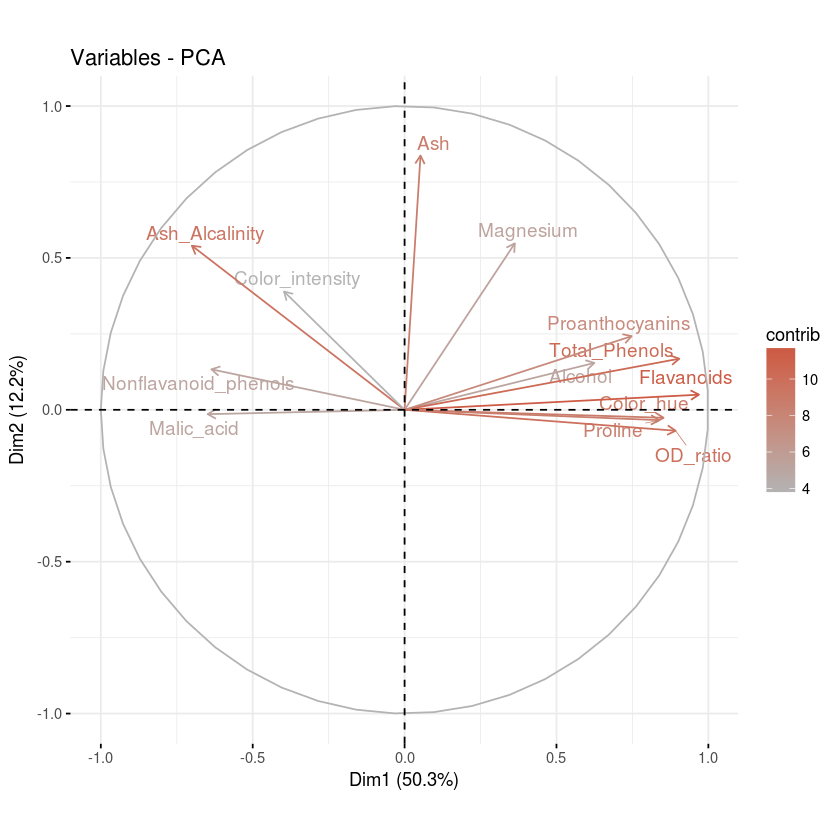 Variables - PCA
1.0
0.5
0.0
-0.5
-1.0
Dim2 (12.2%)
Ash
Magnesium
Ash_Alcalinity
Color_intensity
Proanthocyanins
Total_Phenols
Alcohol
Flavanoids
Nonflavanoid_phenols
Color_hue
Malic_acid
Proline
OD_ratio
-1.0
-0.5
0.0
0.5
1.0
Dim1 (50.3%)
contrib
10
8
6
4